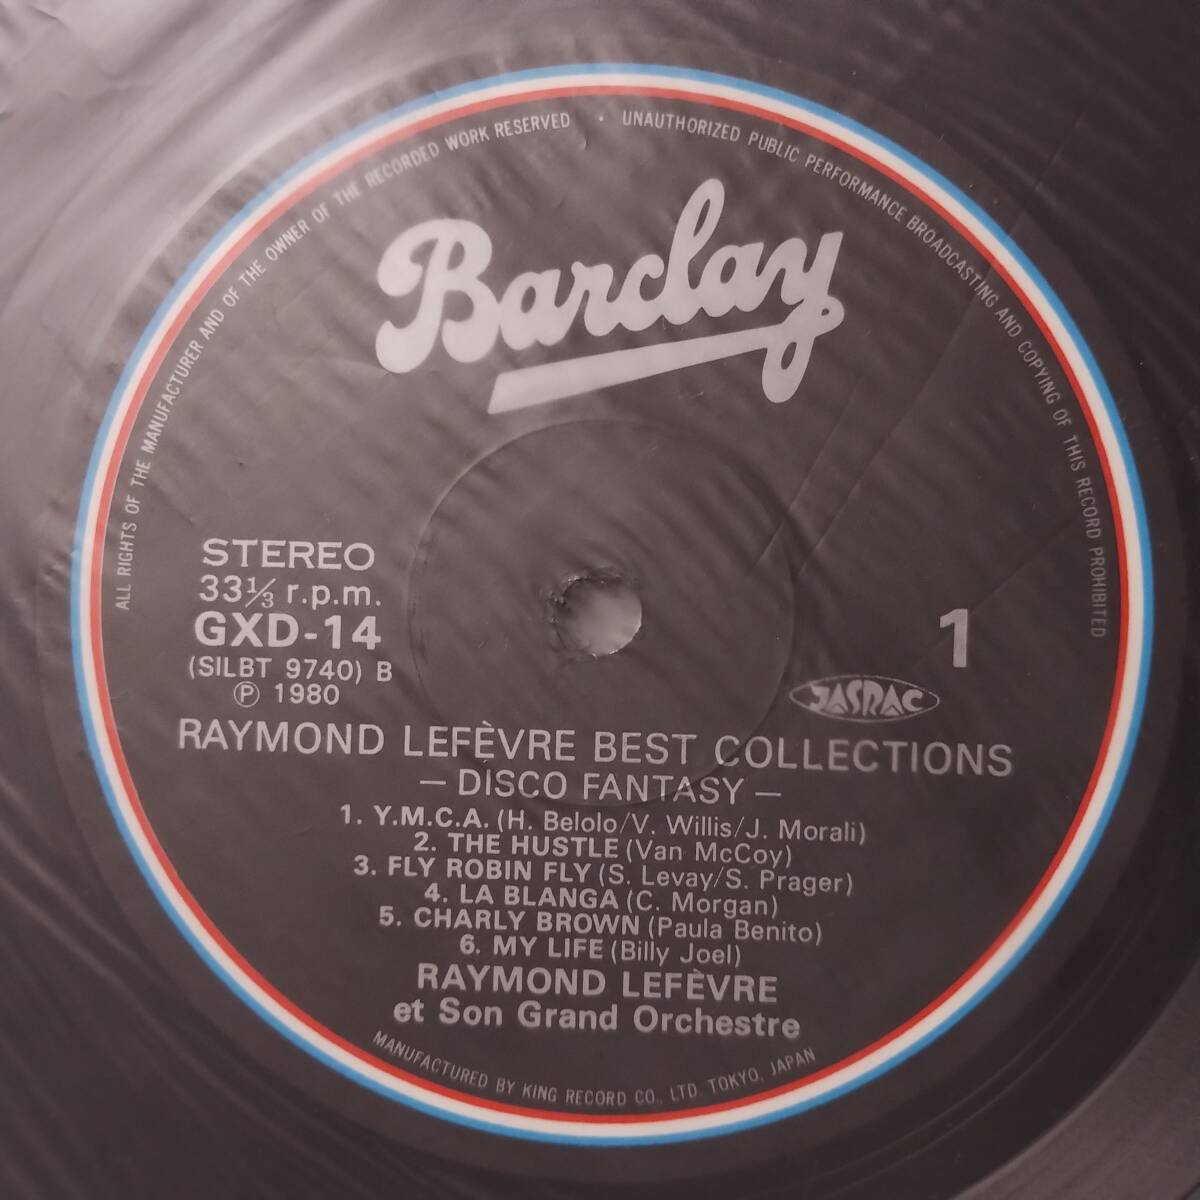 ALL RIGHTS OF THE MANUFACTURER AND OF THE OWNER OF THE RECORDED WORK RESERVED • UNAUTHORIZED PUBLIC PERFORMANCE BROADCASTING AND COPYING OF THIS RECORD PROHIBITED
Barclay
STEREO
33⅓ r.p.m.
GXD-14
(SILBT 9740) B
Ⓟ 1980
1
JASRAC
RAYMOND LEFÈVRE BEST COLLECTIONS
— DISCO FANTASY —
1. Y.M.C.A. (H. Belolo/V. Willis/J. Morali)
2. THE HUSTLE (Van McCoy)
3. FLY ROBIN FLY (S. Levay/S. Prager)
4. LA BLANGA (C. Morgan)
5. CHARLY BROWN (Paula Benito)
6. MY LIFE (Billy Joel)
RAYMOND LEFÈVRE
et Son Grand Orchestre
MANUFACTURED BY KING RECORD CO., LTD. TOKYO, JAPAN